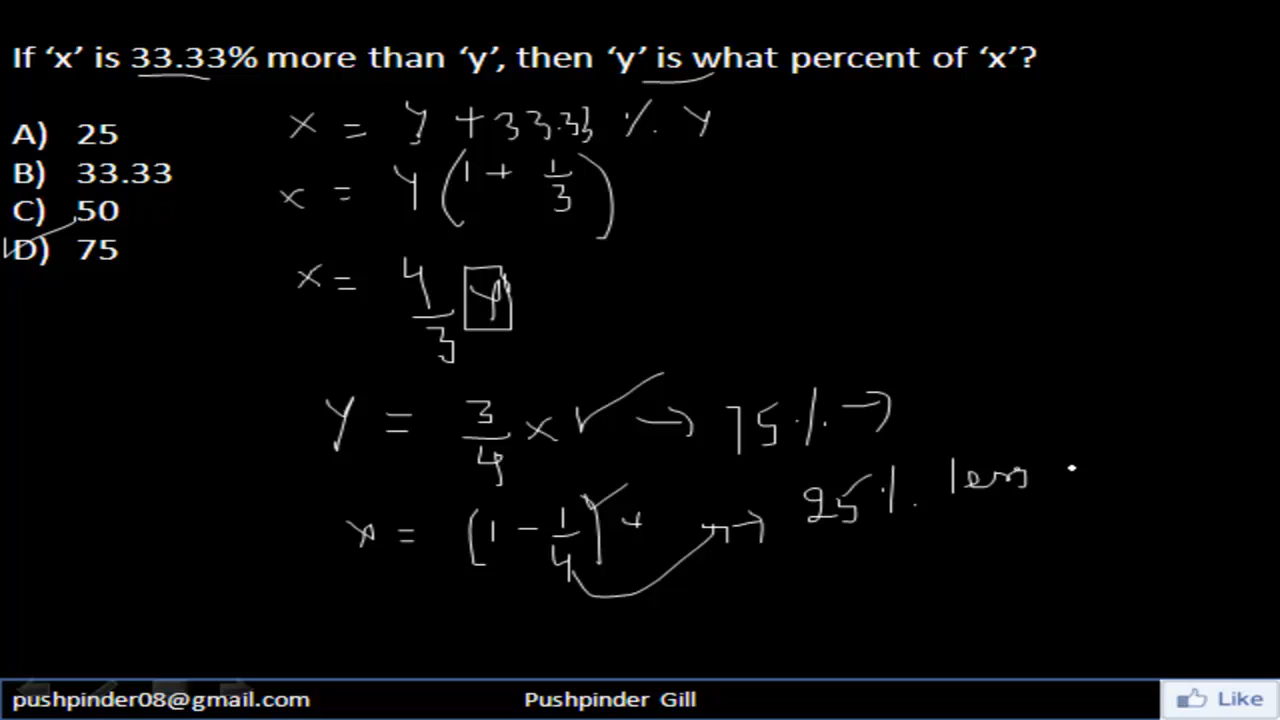 If ‘x’ is 33.33% more than ‘y’, then ‘y’ is what percent of ‘x’?
A) 25
B) 33.33
C) 50
D) 75
x = y + 33.33 % y
x = y (1 + 1/3)
x = 4/3 y
y = 3/4 x → 75% →
= (1 - 1/4) x → 25% less
pushpinder08@gmail.com
Pushpinder Gill
Like